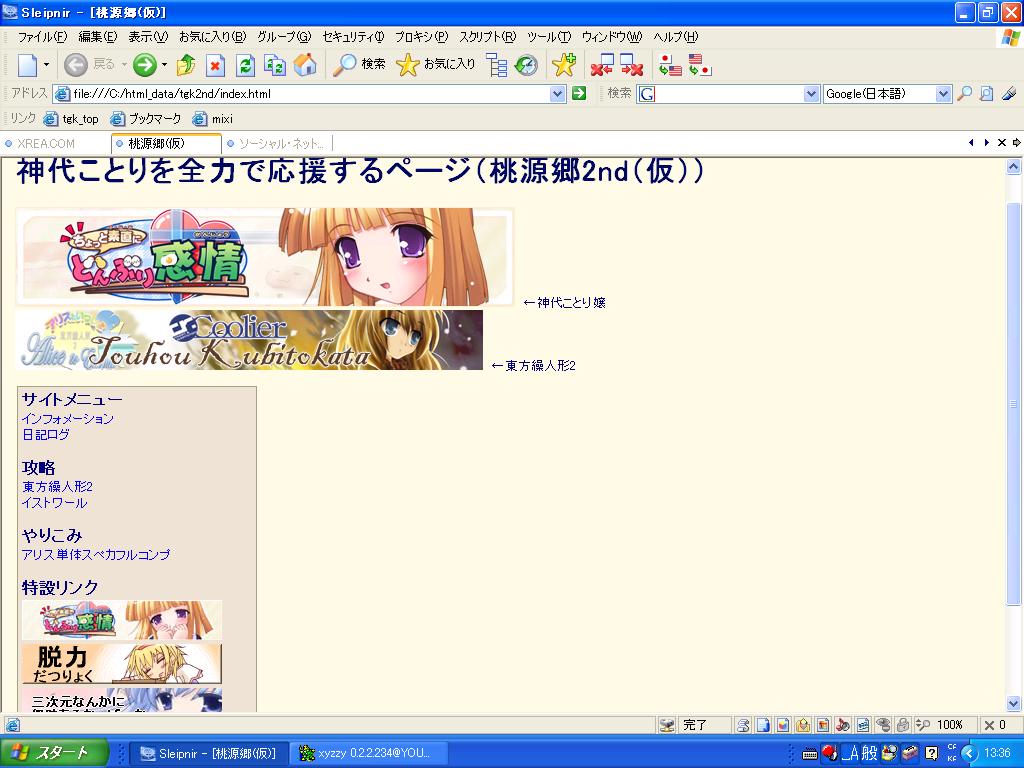 Sleipnir - [桃源郷(仮)]
ファイル(F) 編集(E) 表示(V) お気に入り(B) グループ(G) セキュリティ(I) プロキシ(P) スクリプト(R) ツール(T) ウィンドウ(W) ヘルプ(H)
戻る 検索 お気に入り
アドレス file:///C:/html_data/tgk2nd/index.html 検索 G Google(日本語)
リンク tgk_top ブックマーク mixi
XREA.COM 桃源郷(仮) ソーシャル・ネット...
神代ことりを全力で応援するページ(桃源郷2nd(仮))
ちょっと素直に
どんぶり感情
←神代ことり嬢
Coolier
Touhou Kubitokata
←東方繰人形2
サイトメニュー
インフォメーション
日記ログ
攻略
東方繰人形2
イストワール
やりこみ
アリス単体スペカフルコンプ
特設リンク
感情
脱力
だつりょく
三次元なんかに
完了 100% 0
スタート Sleipnir - [桃源郷(仮)] xyzzy 0.2.2.234@YOU... A 般 13:36